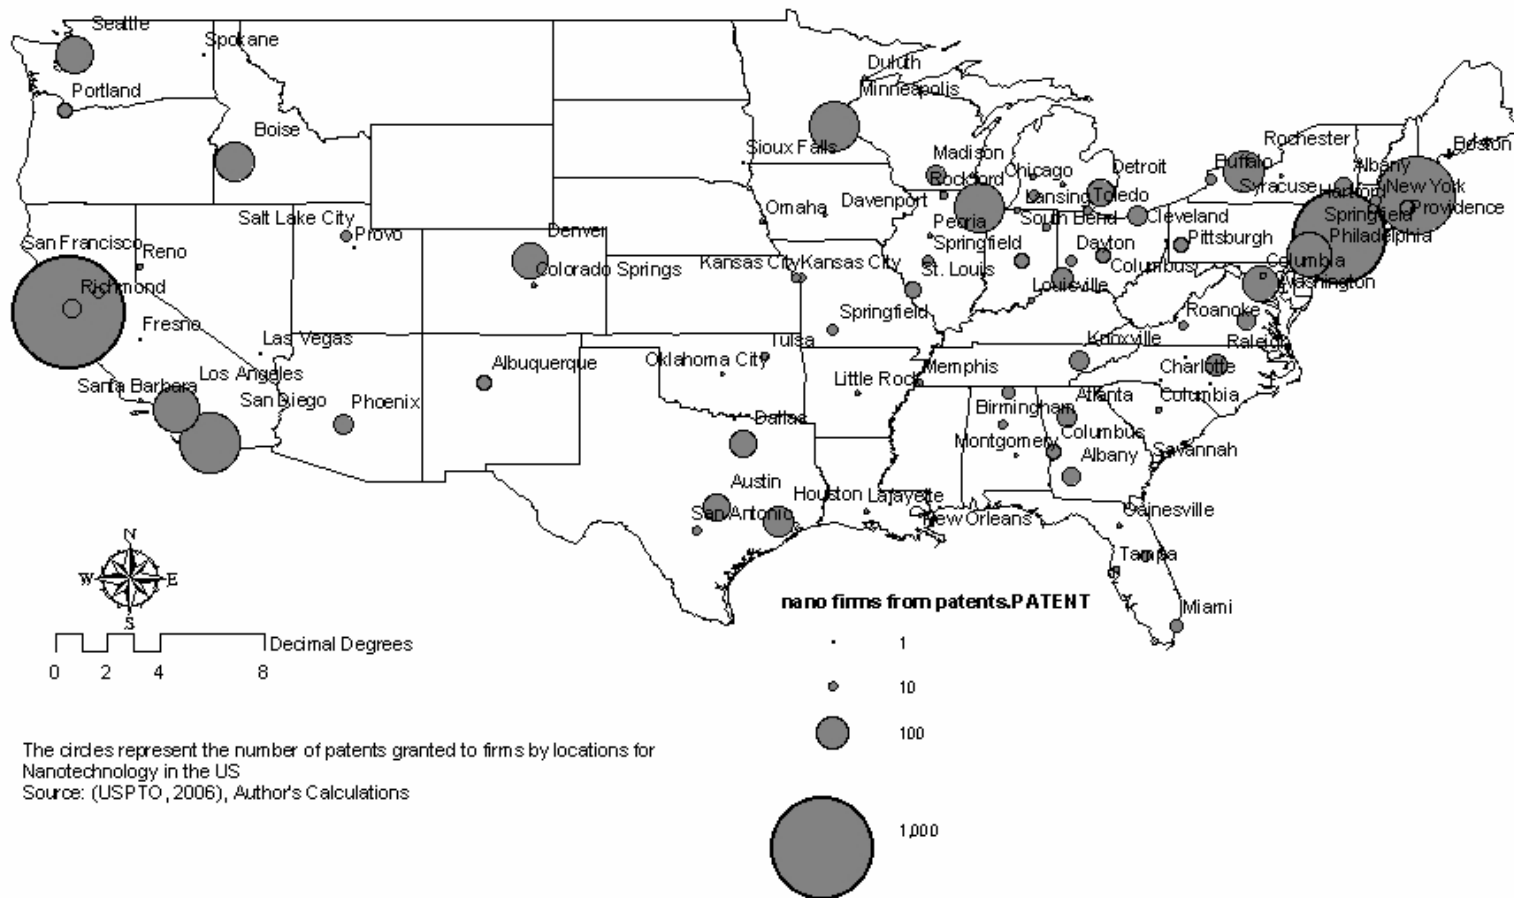 Seattle
Spokane
Portland
Boise
Duluth
Minneapolis
Sioux Falls
Madison
Rockford
Chicago
Detroit
Lansing
Toledo
Rochester
Buffalo
Syracuse
Albany
Boston
Hartford
New York
Springfield
Providence
Philadelphia
Omaha
Davenport
Peoria
South Bend
Cleveland
Pittsburgh
Salt Lake City
Provo
San Francisco
Reno
Richmond
Denver
Colorado Springs
Kansas City
Kansas City
Springfield
St. Louis
Dayton
Columbus
Columbia
Washington
Louisville
Fresno
Las Vegas
Springfield
Roanoke
Tulsa
Oklahoma City
Knoxville
Raleigh
Albuquerque
Santa Barbara
Los Angeles
San Diego
Phoenix
Little Rock
Memphis
Charlotte
Columbia
Atlanta
Birmingham
Columbus
Montgomery
Albany
Savannah
Dallas
Austin
San Antonio
Houston
Lafayette
New Orleans
Gainesville
Tampa
Miami
N
W
E
S
Decimal Degrees
0 2 4 8
nano firms from patents.PATENT
1
10
100
1,000
The circles represent the number of patents granted to firms by locations for
Nanotechnology in the US
Source: (USPTO, 2006), Author's Calculations